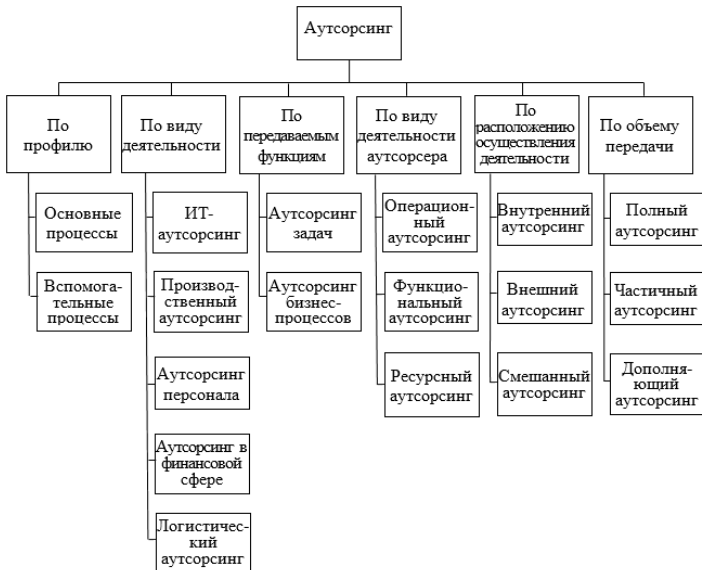 Аутсорсинг
По
профилю
По виду
деятельности
По
передаваемым
функциям
По виду
деятельности
аутсорсера
По
расположению
осуществления
деятельности
По объему
передачи
Основные
процессы
Вспомога-
тельные
процессы
ИТ-
аутсорсинг
Производ-
ственный
аутсорсинг
Аутсорсинг
персонала
Аутсорсинг в
финансовой
сфере
Логистичес-
кий
аутсорсинг
Аутсорсинг
задач
Аутсорсинг
бизнес-
процессов
Операцион-
ный
аутсорсинг
Функцио-
нальный
аутсорсинг
Ресурсный
аутсорсинг
Внутренний
аутсорсинг
Внешний
аутсорсинг
Смешанный
аутсорсинг
Полный
аутсорсинг
Частичный
аутсорсинг
Дополня-
ющий
аутсорсинг